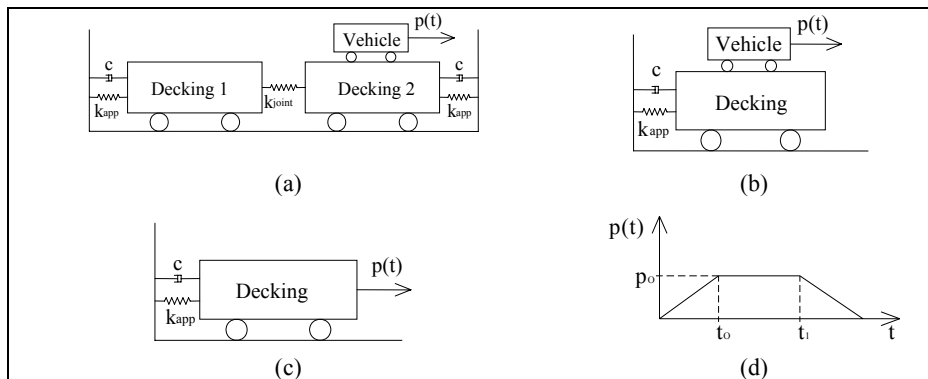 p(t)
Vehicle
c
Decking 1
Decking 2
c
kapp
kjoint
kapp
(a)
p(t)
Vehicle
c
Decking
kapp
(b)
c
p(t)
Decking
kapp
(c)
p(t)
po
to
t1
t
(d)